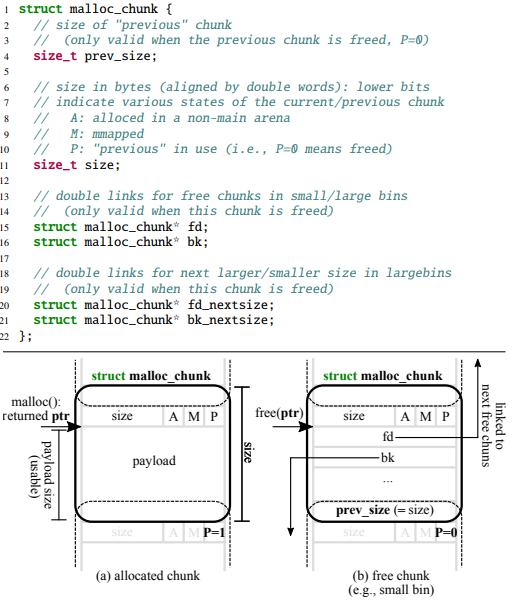 1 struct malloc_chunk {
2 // size of "previous" chunk
3 // (only valid when the previous chunk is freed, P=0)
4 size_t prev_size;
5
6 // size in bytes (aligned by double words): lower bits
7 // indicate various states of the current/previous chunk
8 // A: alloced in a non-main arena
9 // M: mmapped
10 // P: "previous" in use (i.e., P=0 means freed)
11 size_t size;
12
13 // double links for free chunks in small/large bins
14 // (only valid when this chunk is freed)
15 struct malloc_chunk* fd;
16 struct malloc_chunk* bk;
17
18 // double links for next larger/smaller size in largebins
19 // (only valid when this chunk is freed)
20 struct malloc_chunk* fd_nextsize;
21 struct malloc_chunk* bk_nextsize;
22 };
struct malloc_chunk
malloc():
returned ptr
size A M P
payload size
(usable)
payload
size
size A M P=1
(a) allocated chunk
struct malloc_chunk
free(ptr)
size A M P
fd
bk
...
prev_size (= size)
size A M P=0
linked to
next free chuns
(b) free chunk
(e.g., small bin)